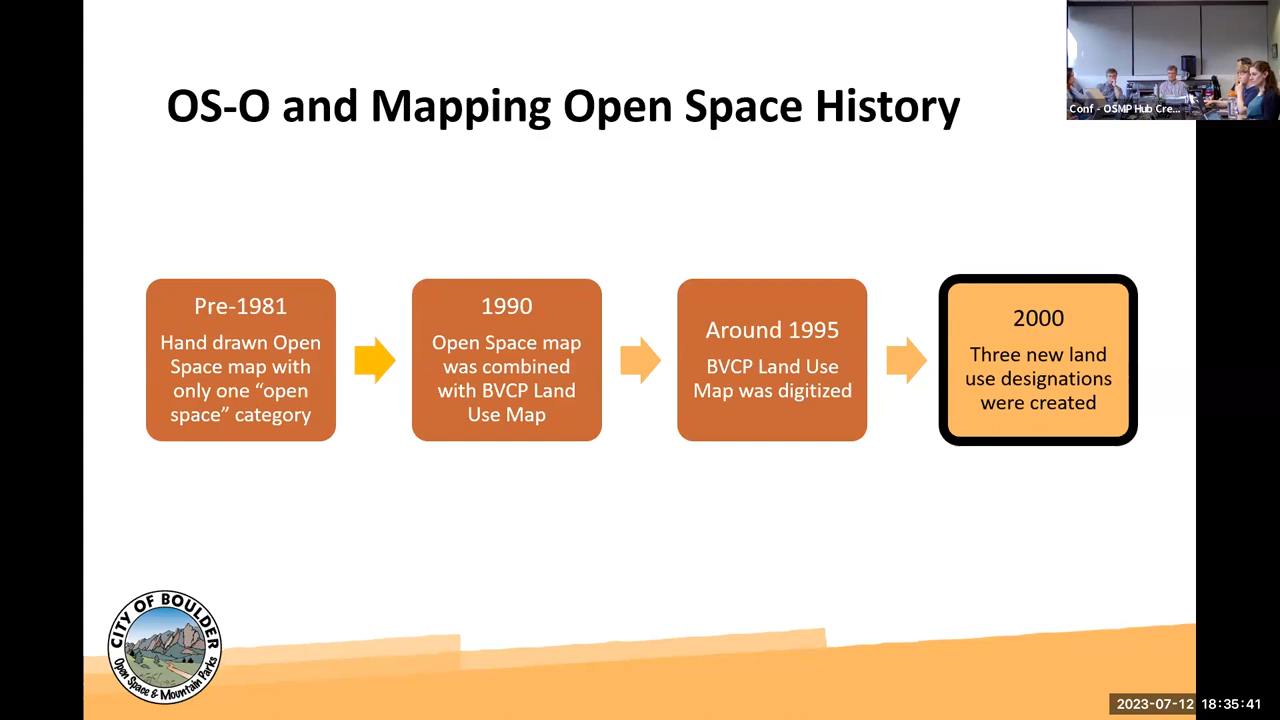 Conf - OSMP Hub Cre...
OS-O and Mapping Open Space History
Pre-1981
Hand drawn Open
Space map with
only one “open
space” category
1990
Open Space map
was combined
with BVCP Land
Use Map
Around 1995
BVCP Land Use
Map was digitized
2000
Three new land
use designations
were created
CITY OF BOULDER
Open Space & Mountain Parks
2023-07-12 18:35:41